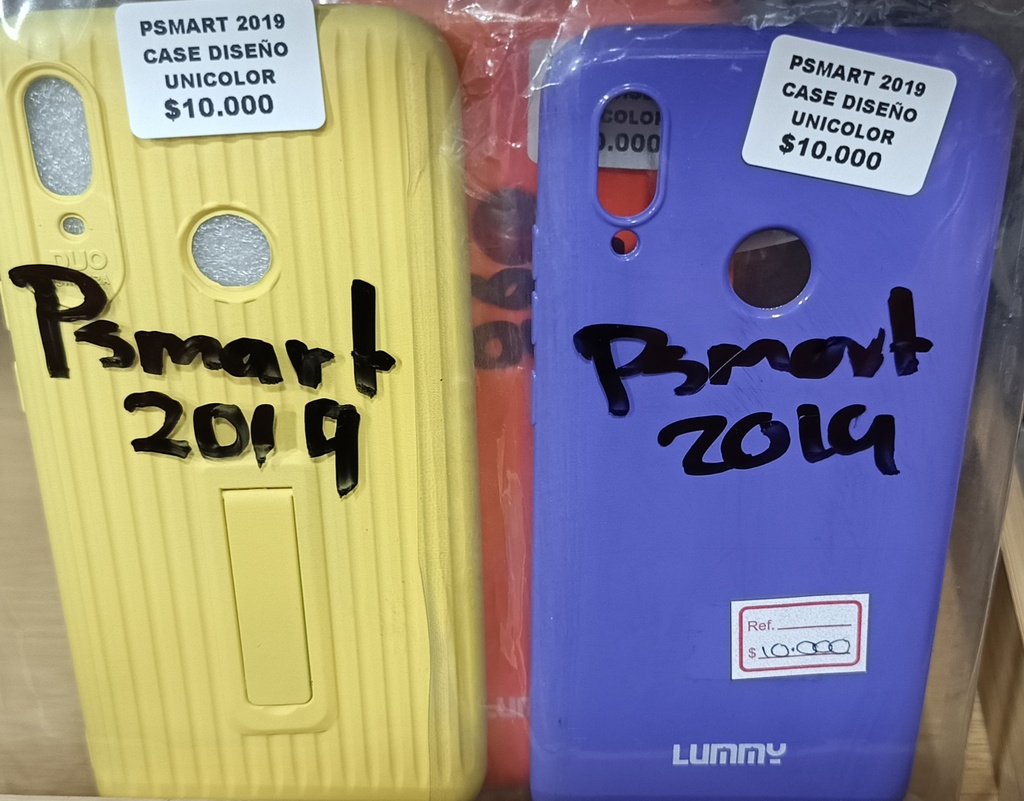 PSMART 2019
CASE DISEÑO
UNICOLOR
$10.000
DUO
Psmart
2019
PSMART 2019
CASE DISEÑO
UNICOLOR
$10.000
Psmart
2019
Ref.
$ 10.000
LUMMY